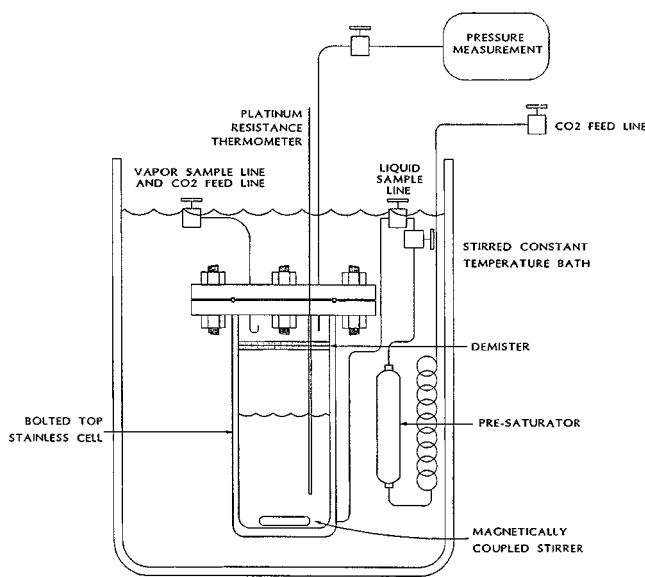 PRESSURE
MEASUREMENT
PLATINUM
RESISTANCE
THERMOMETER
CO2 FEED LINE
VAPOR SAMPLE LINE
AND CO2 FEED LINE
LIQUID
SAMPLE
LINE
STIRRED CONSTANT
TEMPERATURE BATH
DEMISTER
BOLTED TOP
STAINLESS CELL
PRE-SATURATOR
MAGNETICALLY
COUPLED STIRRER